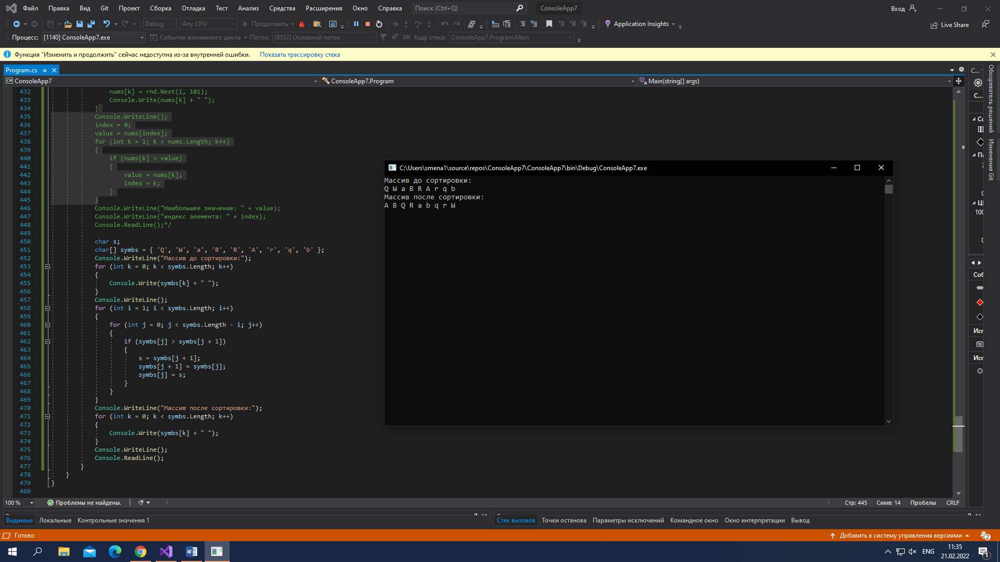 Файл Правка Вид Git Проект Сборка Отладка Тест Анализ Средства Расширения Окно Справка Поиск (Ctrl+Q) ConsoleApp7 Вход
Debug Any CPU Продолжить Application Insights Live Share
Процесс: [1140] ConsoleApp7.exe События жизненного цикла Поток: [8532] Основной поток Кадр стека: ConsoleApp7.Program.Main
Функция "Изменить и продолжить" сейчас недоступна из-за внутренней ошибки. Показать трассировку стека
Program.cs
ConsoleApp7 ConsoleApp7.Program Main(string[] args)
432 nums[k] = rnd.Next(1, 101);
433 Console.Write(nums[k] + " ");
434 }
435 Console.WriteLine();
436 index = 0;
437 value = nums[index];
438 for (int k = 1; k < nums.Length; k++)
439 {
440 if (nums[k] > value)
441 {
442 value = nums[k];
443 index = k;
444 }
445 }
446 Console.WriteLine("Наибольшее значение: " + value);
447 Console.WriteLine("индекс элемента: " + index);
448 Console.ReadLine();*/
449
450 char s;
451 char[] symbs = { 'Q', 'Ы', 'a', 'B', 'R', 'A', 'r', 'q', 'b' };
452 Console.WriteLine("Массив до сортировки:");
453 for (int k = 0; k < symbs.Length; k++)
454 {
455 Console.Write(symbs[k] + " ");
456 }
457 Console.WriteLine();
458 for (int i = 1; i < symbs.Length; i++)
459 {
460 for (int j = 0; j < symbs.Length - i; j++)
461 {
462 if (symbs[j] > symbs[j + 1])
463 {
464 s = symbs[j + 1];
465 symbs[j + 1] = symbs[j];
466 symbs[j] = s;
467 }
468 }
469 }
470 Console.WriteLine("Массив после сортировки:");
471 for (int k = 0; k < symbs.Length; k++)
472 {
473 Console.Write(symbs[k] + " ");
474 }
475 Console.WriteLine();
476 Console.ReadLine();
477 }
478 }
479 }
480
C:\Users\smena1\source\repos\ConsoleApp7\ConsoleApp7\bin\Debug\ConsoleApp7.exe
Массив до сортировки:
Q Ы a B R A r q b
Массив после сортировки:
A B Q R a b q r Ы
Обозреватель решений
Изменения Git
100 % Проблемы не найдены. Стр: 445 Симв: 14 Пробелы CRLF
Видимые Локальные Контрольные значения 1 Стек вызовов Точки останова Параметры исключений Командное окно Окно интерпретации Вывод
Готово Добавить в систему управления версиями 2
ENG 11:35
21.02.2022 1